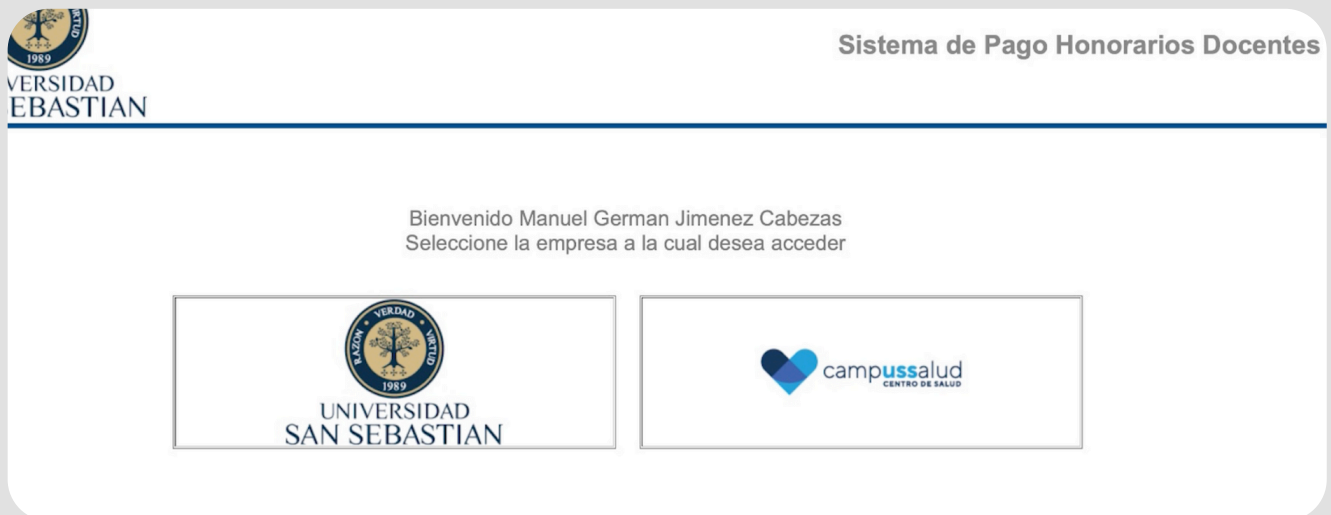 1989
VERSIDAD
EBASTIAN
Sistema de Pago Honorarios Docentes
Bienvenido Manuel German Jimenez Cabezas
Seleccione la empresa a la cual desea acceder
RAZON • VERDAD • VIRTUD
1989
UNIVERSIDAD
SAN SEBASTIAN
campussalud
CENTRO DE SALUD